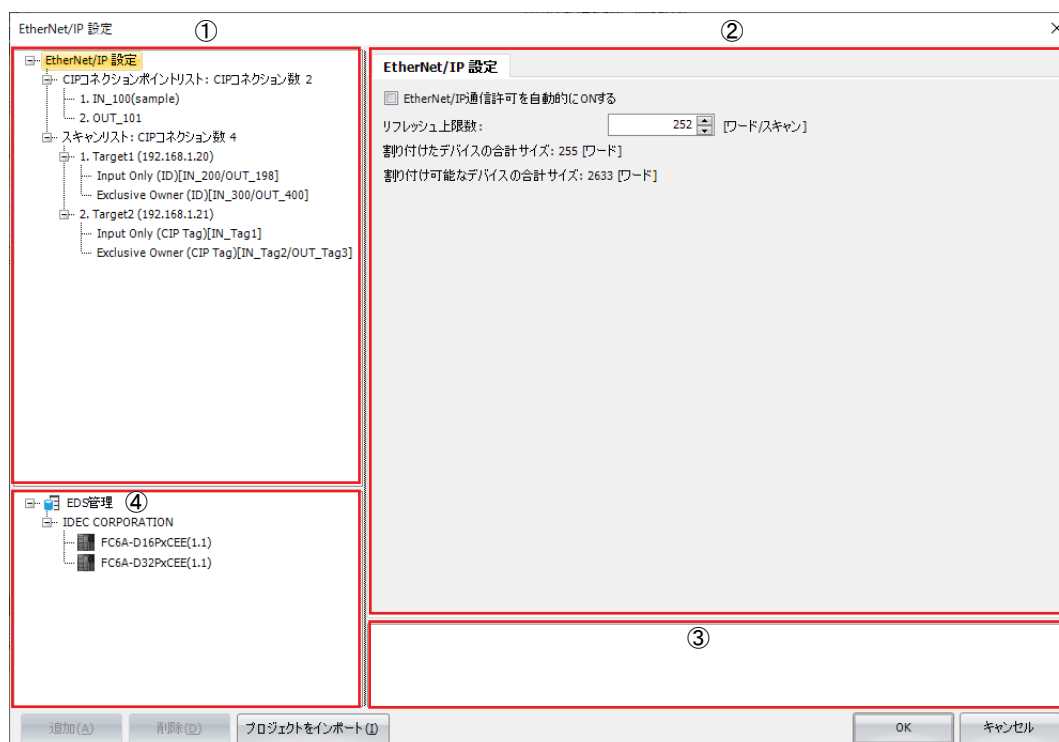 EtherNet/IP 設定
①
②
EtherNet/IP 設定
CIPコネクションポイントリスト: CIPコネクション数 2
1. IN_100(sample)
2. OUT_101
スキャンリスト: CIPコネクション数 4
1. Target1 (192.168.1.20)
Input Only (ID)[IN_200/OUT_198]
Exclusive Owner (ID)[IN_300/OUT_400]
2. Target2 (192.168.1.21)
Input Only (CIP Tag)[IN_Tag1]
Exclusive Owner (CIP Tag)[IN_Tag2/OUT_Tag3]
EtherNet/IP 設定
EtherNet/IP通信許可を自動的にONする
リフレッシュ上限数: 252 [ワード/スキャン]
割り付けたデバイスの合計サイズ: 255 [ワード]
割り付け可能なデバイスの合計サイズ: 2633 [ワード]
EDS管理 ④
IDEC CORPORATION
FC6A-D16PxCEE(1.1)
FC6A-D32PxCEE(1.1)
③
追加(A) 削除(D) プロジェクトをインポート(I) OK キャンセル